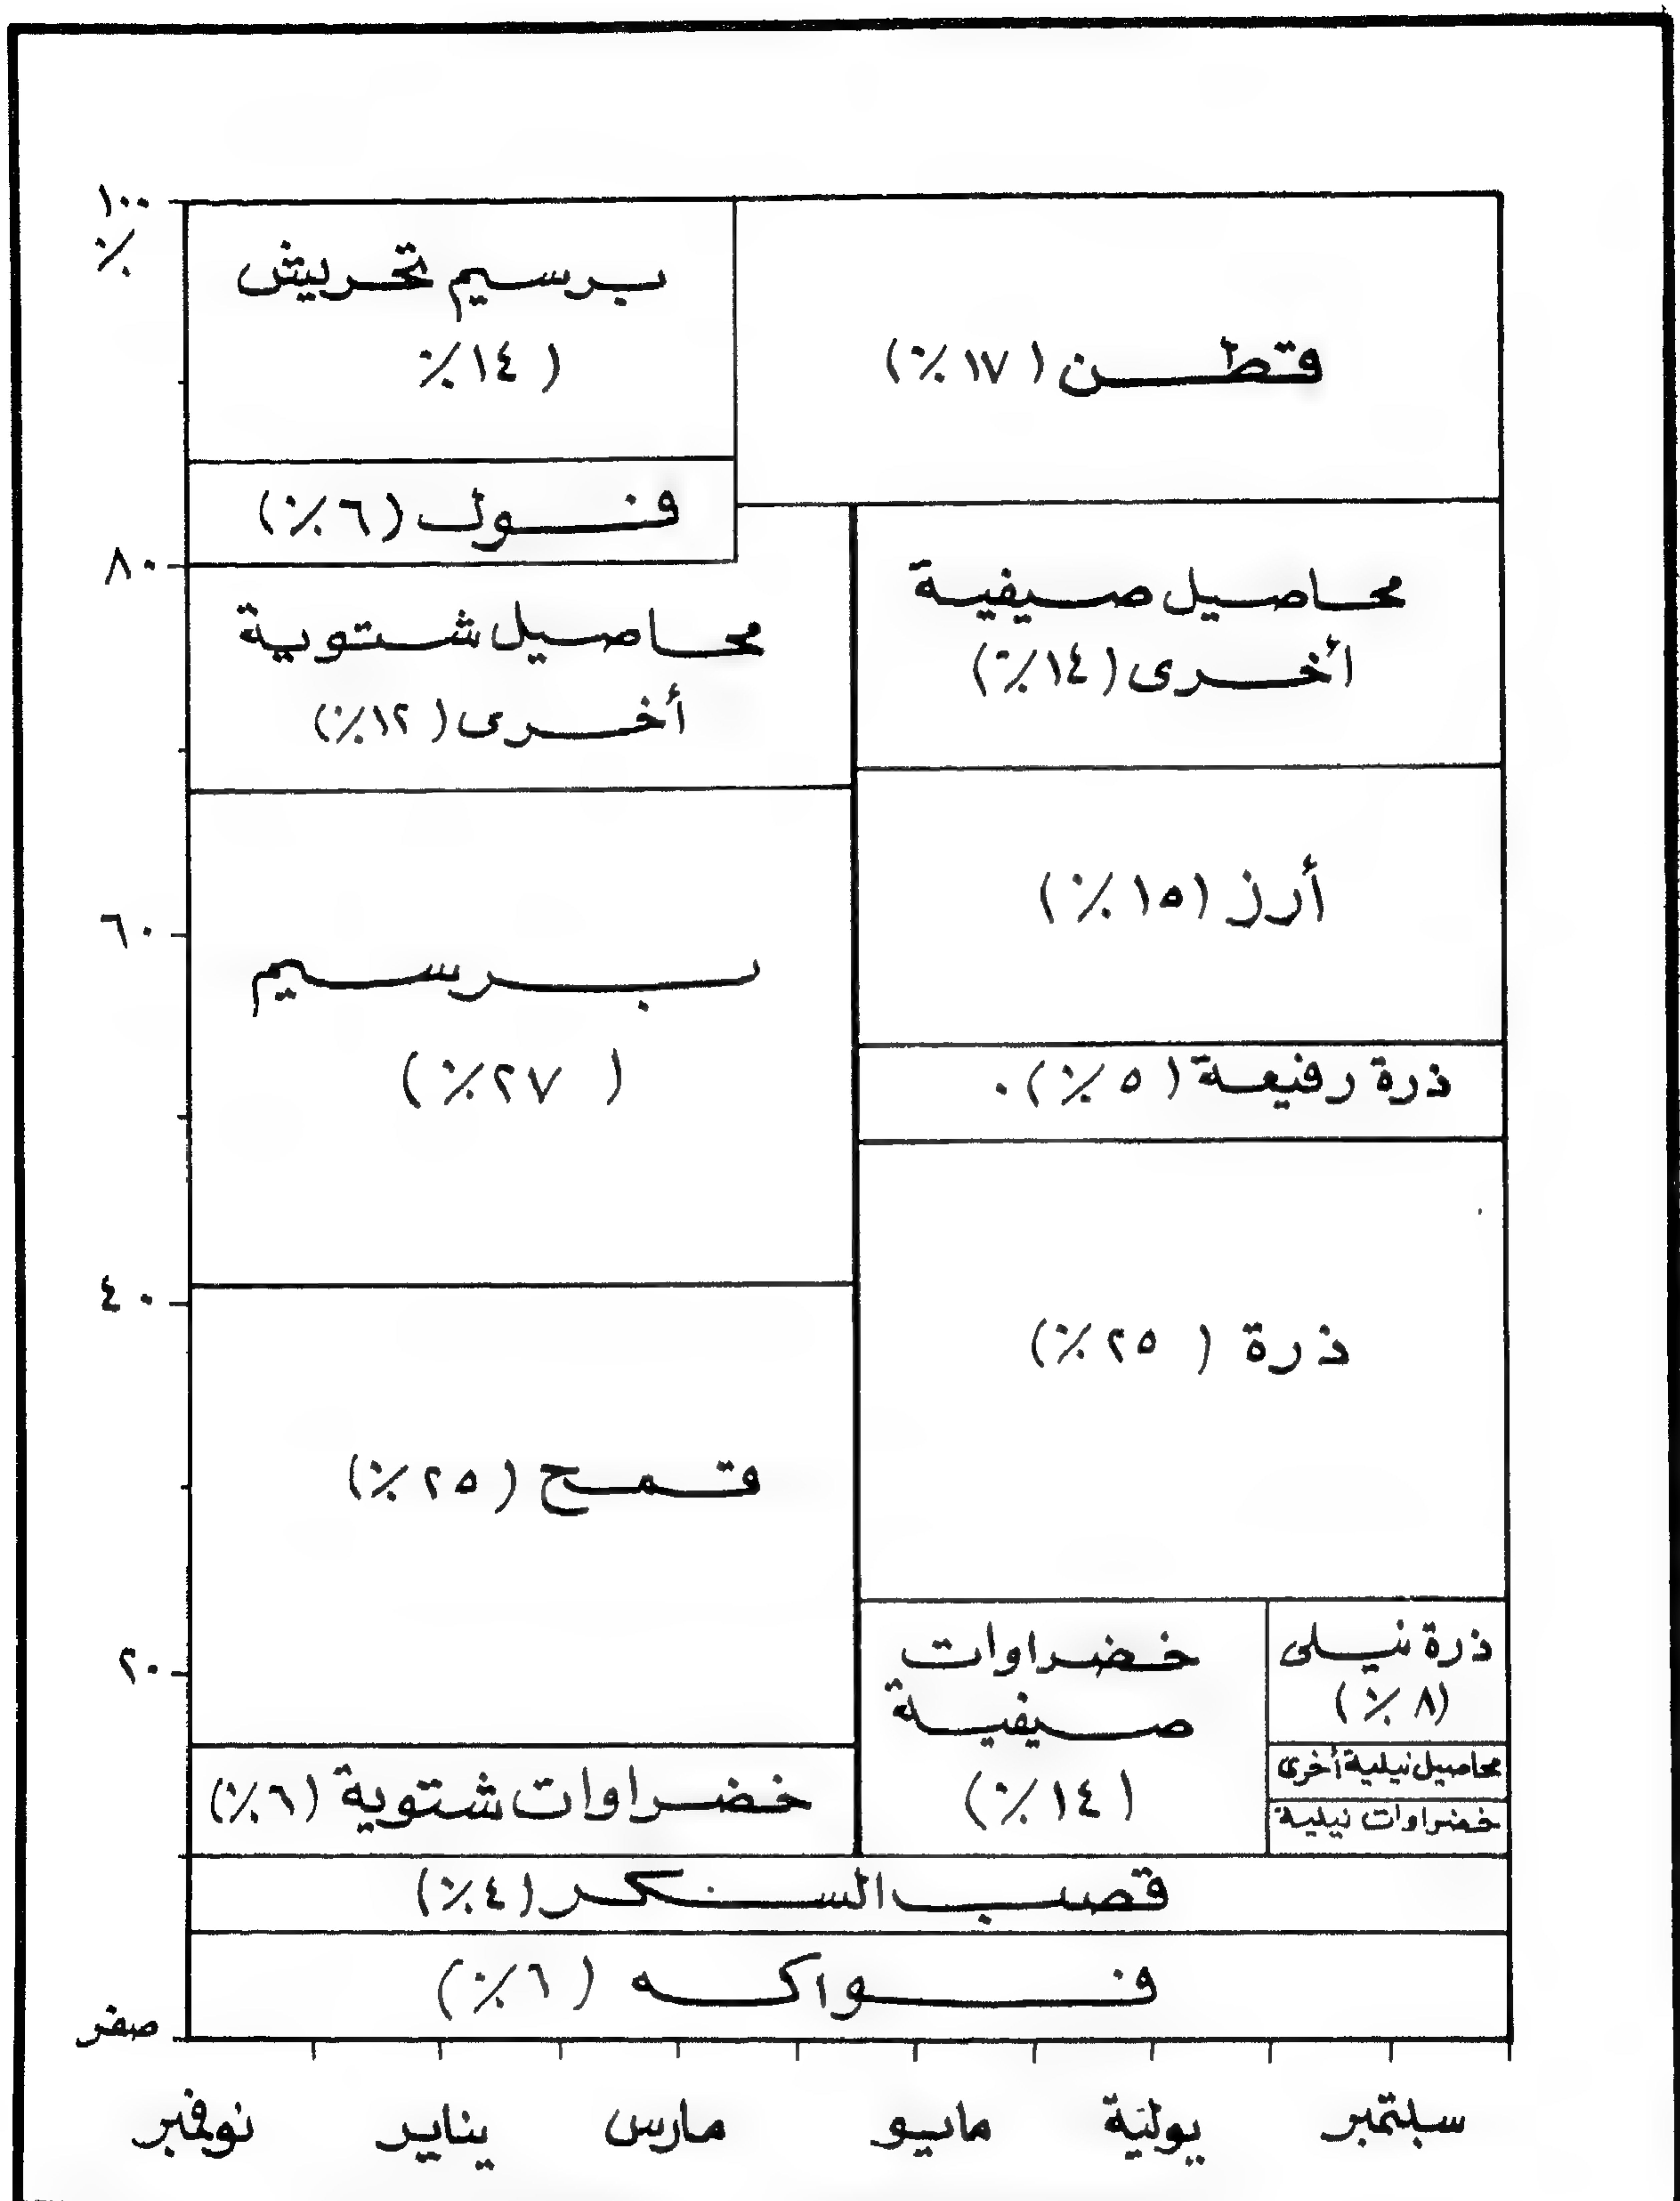 ١٠٠
٪
برسيم تحريش
(١٤٪
قطن (١٧٪)
فول (٦٪)
٨٠
محاصيل شتوية
أخرى (١٢٪)
محاصيل صيفية
أخرى (١٤٪)
أرز (١٥٪)
٦٠
برسيم
(٢٧٪)
ذرة رفيعة (٥٪).
٤٠
ذرة (٢٥٪)
قمح (٢٥٪)
خضراوات
صيفية
(١٤٪)
ذرة نيلى
(٨٪)
محاصيل نيلية أخرى
خضراوات نيلية
٢٠
خضراوات شتوية (٦٪)
قصب السكر (٤٪)
فواكه (٦٪)
صفر
نوفمبر يناير مارس مايو يولية سبتمبر